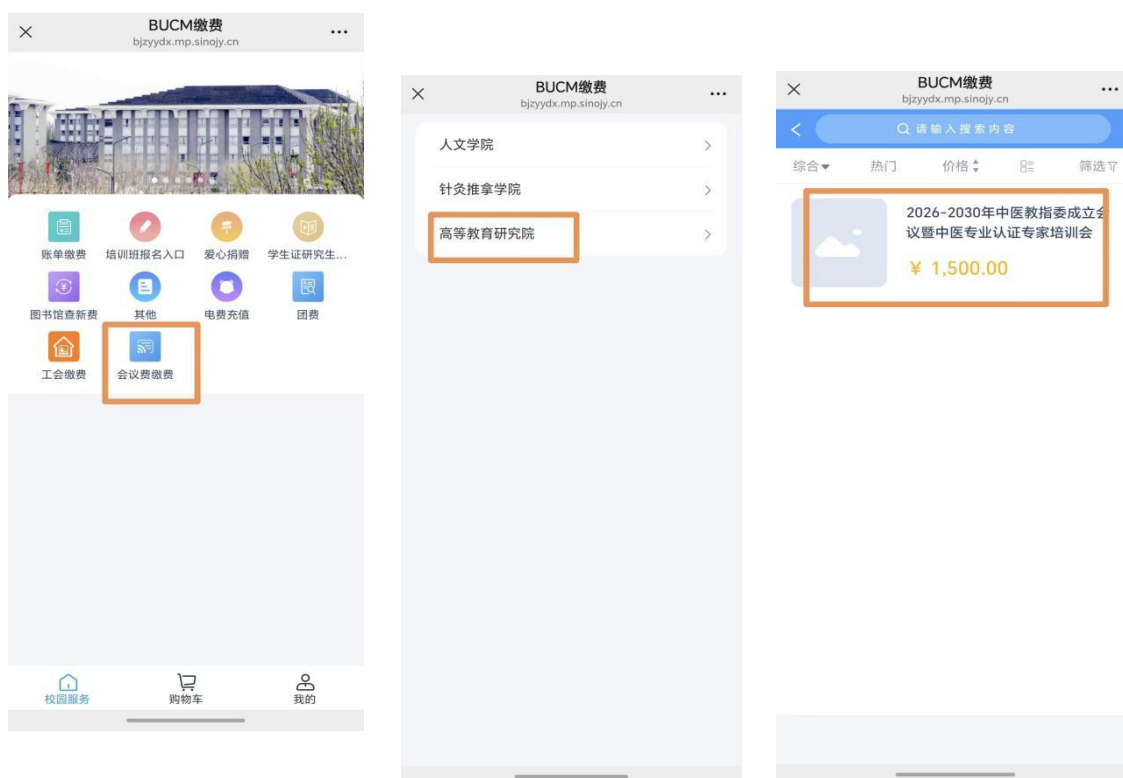 BUCM缴费
bjzyydx.mp.sinojy.cn
账单缴费 培训班报名入口 爱心捐赠 学生证研究生...
图书馆查新费 其他 电费充值 团费
工会缴费 会议费缴费
校园服务 购物车 我的
BUCM缴费
bjzyydx.mp.sinojy.cn
人文学院
针灸推拿学院
高等教育研究院
BUCM缴费
bjzyydx.mp.sinojy.cn
请输入搜索内容
综合 热门 价格 筛选
2026-2030年中医教指委成立会
议暨中医专业认证专家培训会
¥ 1,500.00